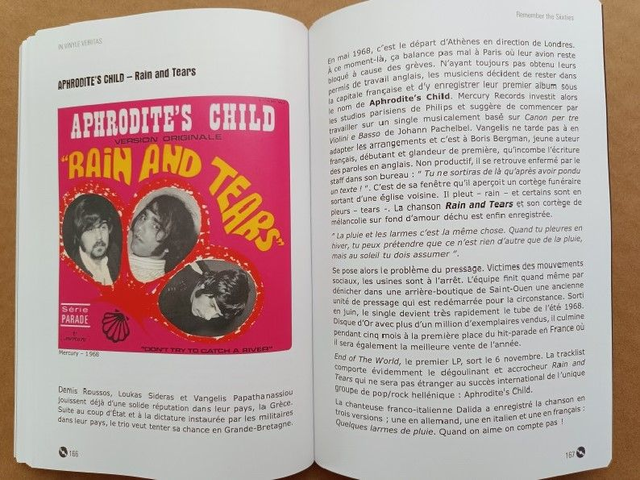 IN VINYLE VERITAS
APHRODITE'S CHILD – Rain and Tears
APHRODITE'S CHILD
VERSION ORIGINALE
"RAIN AND TEARS"
Série
PARADE
"DON'T TRY TO CATCH A RIVER"
Mercury – 1968
Demis Roussos, Loukas Sideras et Vangelis Papathanassiou
jouissent déjà d'une solide réputation dans leur pays, la Grèce.
Suite au coup d'État et à la dictature instaurée par les militaires
dans leur pays, le trio veut tenter sa chance en Grande-Bretagne.
166
Remember the Sixties
En mai 1968, c'est le départ d'Athènes en direction de Londres.
À ce moment-là, ça balance pas mal à Paris où leur avion reste
bloqué à cause des grèves. N'ayant toujours pas obtenu leurs
permis de travail anglais, les musiciens décident de rester dans
la capitale française et d'y enregistrer leur premier album sous
le nom de Aphrodite's Child. Mercury Records investit alors
les studios parisiens de Philips et suggère de commencer par
travailler sur un single musicalement basé sur Canon per tre
Violini e Basso de Johann Pachelbel. Vangelis ne tarde pas à en
adapter les arrangements et c'est à Boris Bergman, jeune auteur
français, débutant et glandeur de première, qu'incombe l'écriture
des paroles en anglais. Non productif, il se retrouve enfermé par le
staff dans son bureau : " Tu ne sortiras de là qu'après avoir pondu
un texte ! ". C'est de sa fenêtre qu'il aperçoit un cortège funéraire
sortant d'une église voisine. Il pleut – rain – et certains sont en
pleurs – tears -. La chanson Rain and Tears et son cortège de
mélancolie sur fond d'amour déchu est enfin enregistrée.
" La pluie et les larmes c'est la même chose. Quand tu pleures en
hiver, tu peux prétendre que ce n'est rien d'autre que de la pluie,
mais au soleil tu dois assumer ".
Se pose alors le problème du pressage. Victimes des mouvements
sociaux, les usines sont à l'arrêt. L'équipe finit quand même par
dénicher dans une arrière-boutique de Saint-Ouen une ancienne
unité de pressage qui est redémarrée pour la circonstance. Sorti
en juin, le single devient très rapidement le tube de l'été 1968.
Disque d'Or avec plus d'un million d'exemplaires vendus, il culmine
pendant cinq mois à la première place du hit-parade en France où
il sera également la meilleure vente de l'année.
End of The World, le premier LP, sort le 6 novembre. La tracklist
comporte évidemment le dégoulinant et accrocheur Rain and
Tears qui ne sera pas étranger au succès international de l'unique
groupe de pop/rock hellénique : Aphrodite's Child.
La chanteuse franco-italienne Dalida a enregistré la chanson en
trois versions ; une en allemand, une en italien et une en français :
Quelques larmes de pluie. Quand on aime on compte pas !
167